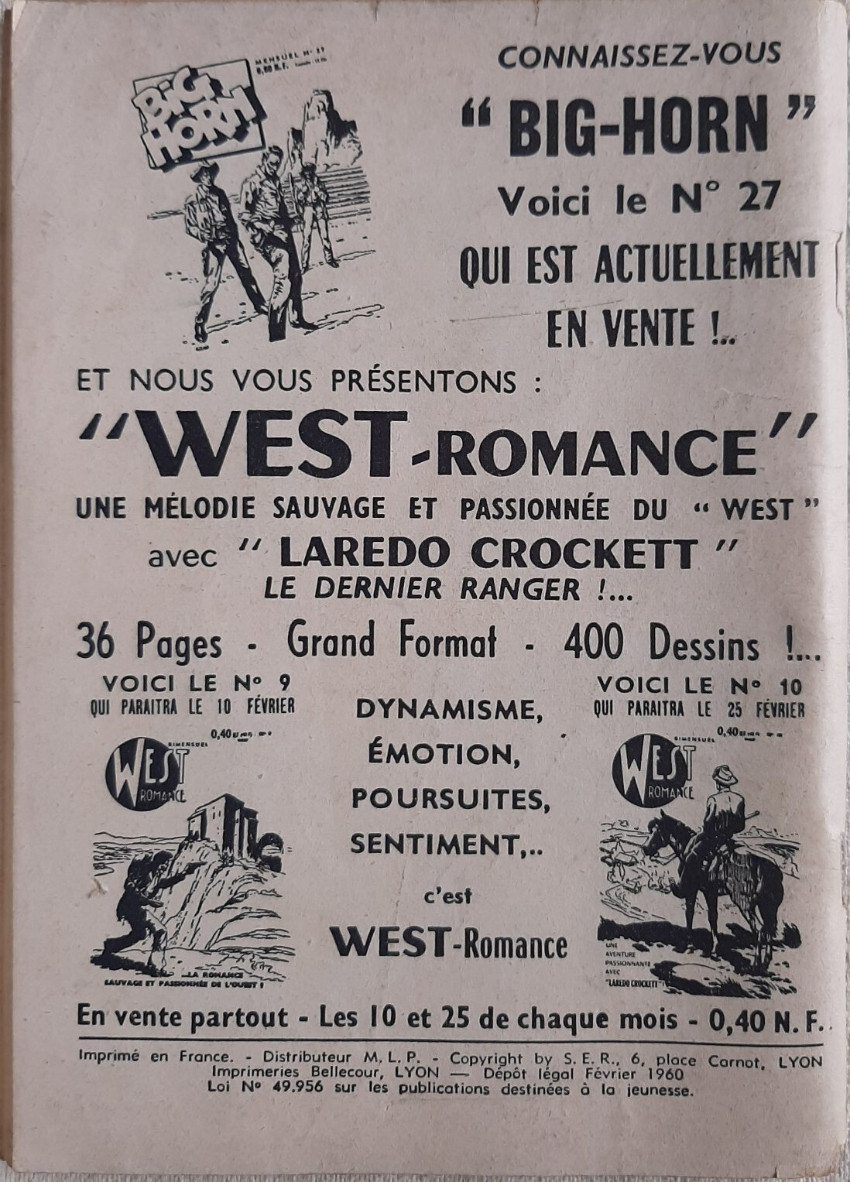 BIG
HORN
MENSUEL N°
CONNAISSEZ-VOUS
“ BIG-HORN ”
Voici le N° 27
QUI EST ACTUELLEMENT
EN VENTE !..
ET NOUS VOUS PRÉSENTONS :
“WEST-ROMANCE”
UNE MÉLODIE SAUVAGE ET PASSIONNÉE DU “ WEST ”
avec “ LAREDO CROCKETT ”
LE DERNIER RANGER !...
36 Pages - Grand Format - 400 Dessins !...
VOICI LE N° 9
QUI PARAITRA LE 10 FÉVRIER
BIMENSUEL
0,40
WEST
ROMANCE
LA ROMANCE
SAUVAGE ET PASSIONNÉE DE L'OUEST !
DYNAMISME,
ÉMOTION,
POURSUITES,
SENTIMENT,..
c'est
WEST-Romance
VOICI LE N° 10
QUI PARAITRA LE 25 FÉVRIER
BIMENSUEL
0,40
WEST
ROMANCE
UNE
AVENTURE
PASSIONNANTE
AVEC
"LAREDO CROCKETT"
En vente partout - Les 10 et 25 de chaque mois - 0,40 N. F.
Imprimé en France. - Distributeur M. L. P. - Copyright by S. E. R., 6, place Carnot, LYON
Imprimeries Bellecour, LYON — Dépôt légal Février 1960
Loi N° 49.956 sur les publications destinées à la jeunesse.